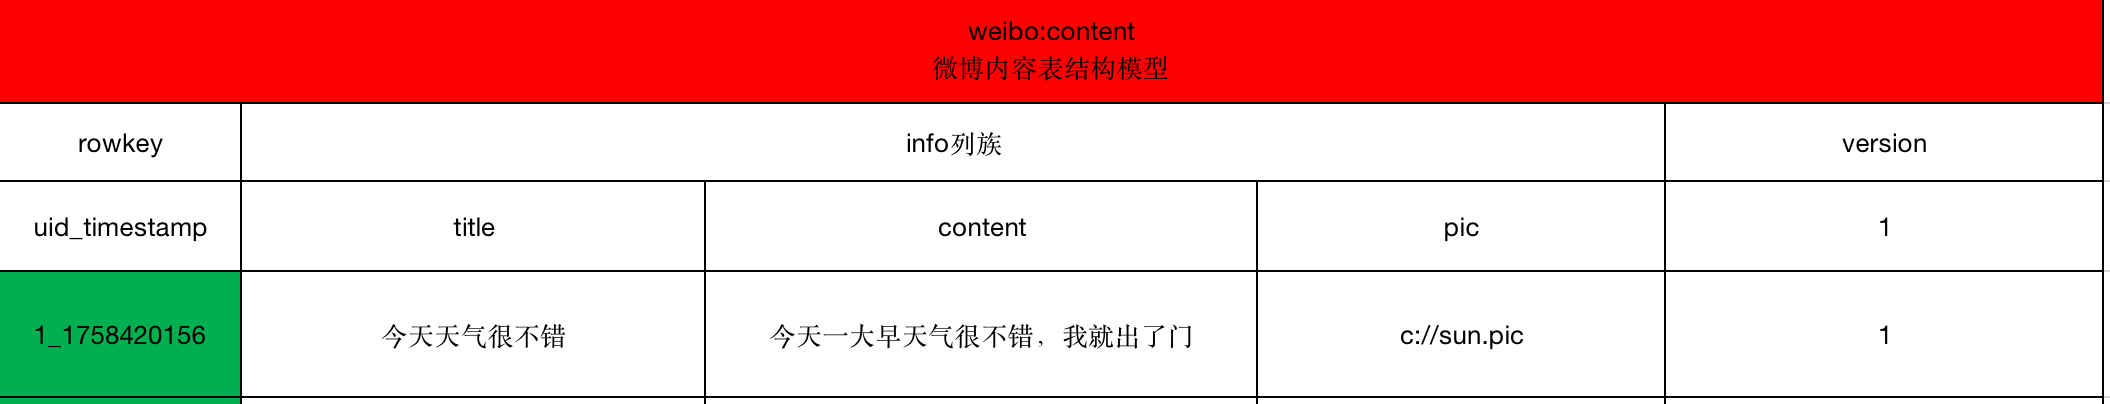 weibo:content
微博内容表结构模型
rowkey info列族 version
uid_timestamp title content pic 1
1_1758420156 今天天气很不错 今天一大早天气很不错，我就出了门 c://sun.pic 1